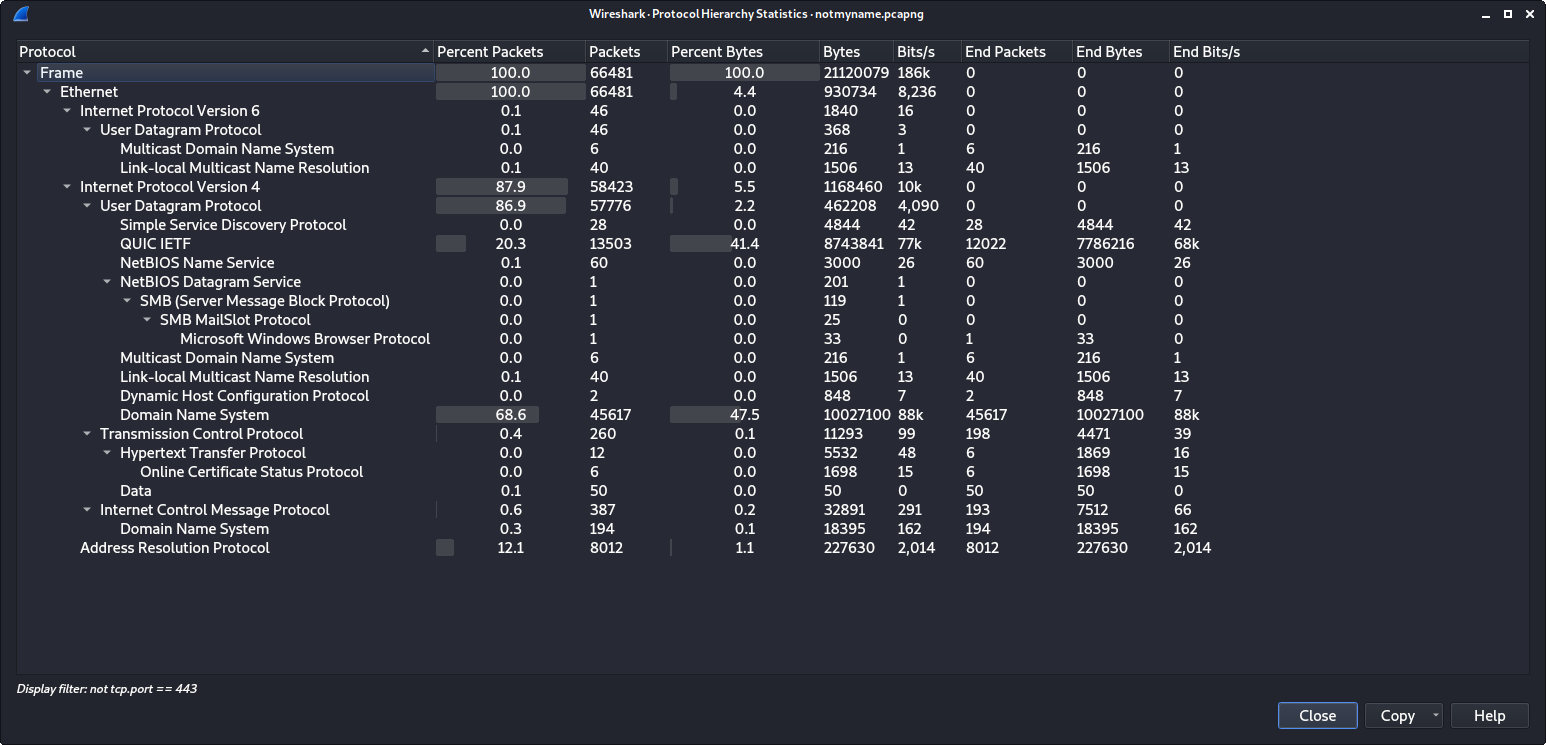 Wireshark · Protocol Hierarchy Statistics · notmyname.pcapng
Protocol Percent Packets Packets Percent Bytes Bytes Bits/s End Packets End Bytes End Bits/s
Frame 100.0 66481 100.0 21120079 186k 0 0 0
Ethernet 100.0 66481 4.4 930734 8,236 0 0 0
Internet Protocol Version 6 0.1 46 0.0 1840 16 0 0 0
User Datagram Protocol 0.1 46 0.0 368 3 0 0 0
Multicast Domain Name System 0.0 6 0.0 216 1 6 216 1
Link-local Multicast Name Resolution 0.1 40 0.0 1506 13 40 1506 13
Internet Protocol Version 4 87.9 58423 5.5 1168460 10k 0 0 0
User Datagram Protocol 86.9 57776 2.2 462208 4,090 0 0 0
Simple Service Discovery Protocol 0.0 28 0.0 4844 42 28 4844 42
QUIC IETF 20.3 13503 41.4 8743841 77k 12022 7786216 68k
NetBIOS Name Service 0.1 60 0.0 3000 26 60 3000 26
NetBIOS Datagram Service 0.0 1 0.0 201 1 0 0 0
SMB (Server Message Block Protocol) 0.0 1 0.0 119 1 0 0 0
SMB MailSlot Protocol 0.0 1 0.0 25 0 0 0 0
Microsoft Windows Browser Protocol 0.0 1 0.0 33 0 1 33 0
Multicast Domain Name System 0.0 6 0.0 216 1 6 216 1
Link-local Multicast Name Resolution 0.1 40 0.0 1506 13 40 1506 13
Dynamic Host Configuration Protocol 0.0 2 0.0 848 7 2 848 7
Domain Name System 68.6 45617 47.5 10027100 88k 45617 10027100 88k
Transmission Control Protocol 0.4 260 0.1 11293 99 198 4471 39
Hypertext Transfer Protocol 0.0 12 0.0 5532 48 6 1869 16
Online Certificate Status Protocol 0.0 6 0.0 1698 15 6 1698 15
Data 0.1 50 0.0 50 0 50 50 0
Internet Control Message Protocol 0.6 387 0.2 32891 291 193 7512 66
Domain Name System 0.3 194 0.1 18395 162 194 18395 162
Address Resolution Protocol 12.1 8012 1.1 227630 2,014 8012 227630 2,014
Display filter: not tcp.port == 443
Close Copy Help